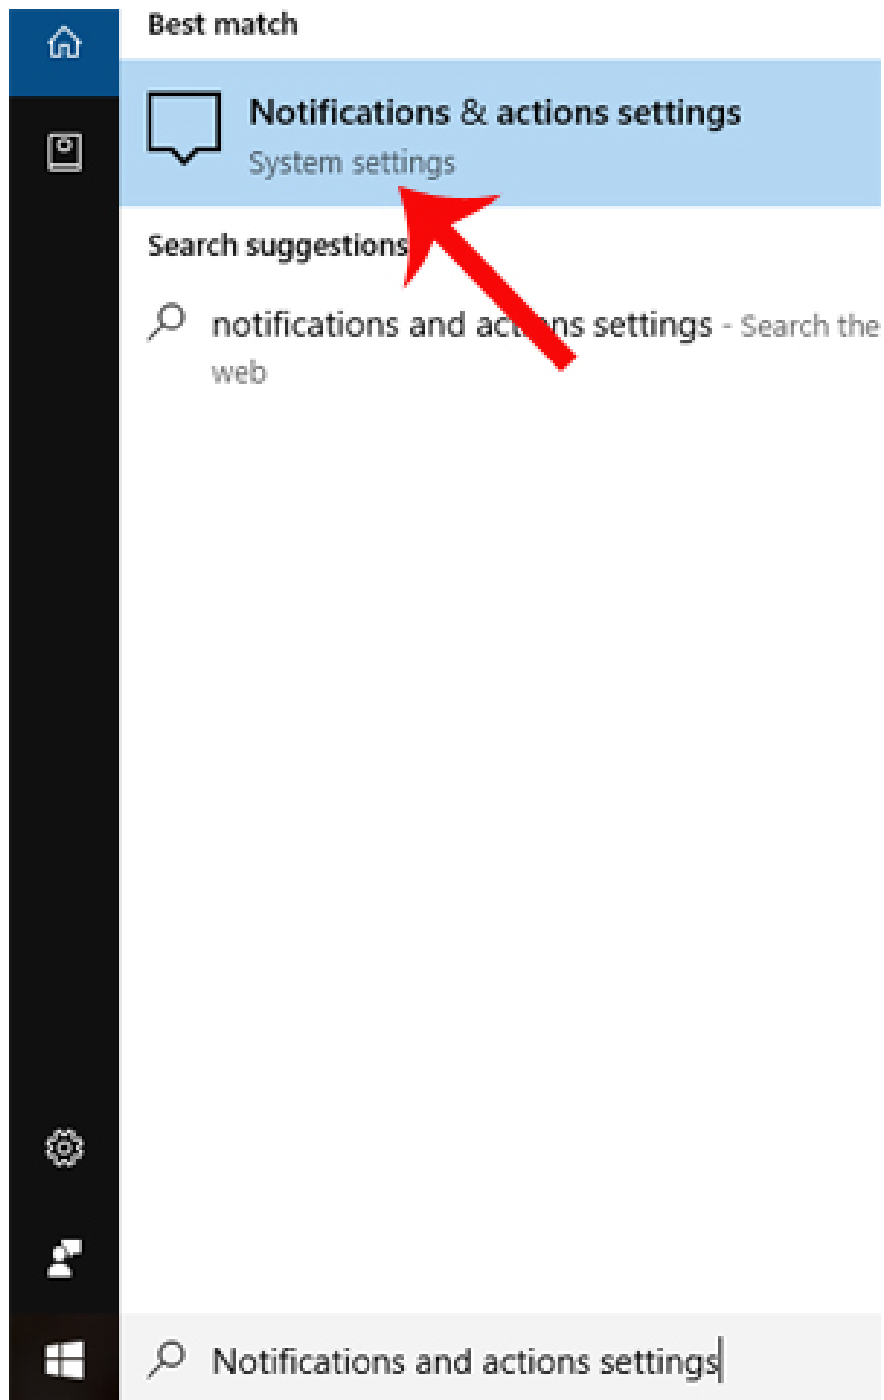 Best match
Notifications & actions settings
System settings
Search suggestions
notifications and actions settings - Search the
web
Notifications and actions settings